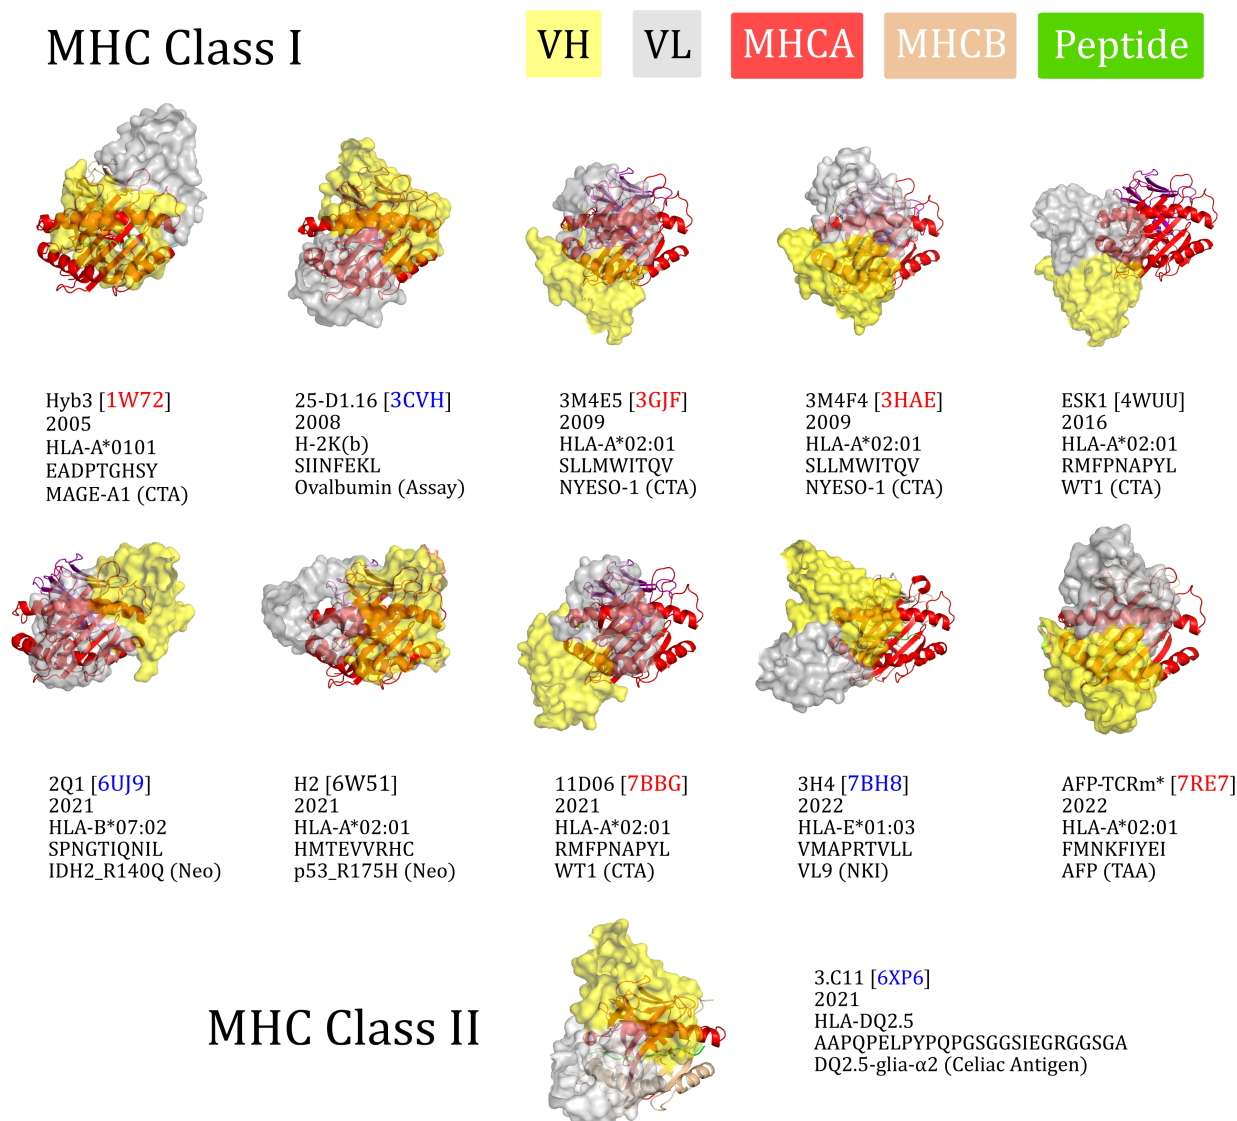 MHC Class I
VH VL MHCA MHCB Peptide
Hyb3 [1W72]
2005
HLA-A*0101
EADPTGHSY
MAGE-A1 (CTA)
25-D1.16 [3CVH]
2008
H-2K(b)
SIINFEKL
Ovalbumin (Assay)
3M4E5 [3GJF]
2009
HLA-A*02:01
SLLMWITQV
NYESO-1 (CTA)
3M4F4 [3HAE]
2009
HLA-A*02:01
SLLMWITQV
NYESO-1 (CTA)
ESK1 [4WUU]
2016
HLA-A*02:01
RMFPNAPYL
WT1 (CTA)
2Q1 [6UJ9]
2021
HLA-B*07:02
SPNGTIQNIL
IDH2_R140Q (Neo)
H2 [6W51]
2021
HLA-A*02:01
HMTEVVRHC
p53_R175H (Neo)
11D06 [7BBG]
2021
HLA-A*02:01
RMFPNAPYL
WT1 (CTA)
3H4 [7BH8]
2022
HLA-E*01:03
VMAPRTVLL
VL9 (NKI)
AFP-TCRm* [7RE7]
2022
HLA-A*02:01
FMNKFIYEI
AFP (TAA)
MHC Class II
3.C11 [6XP6]
2021
HLA-DQ2.5
AAPQPELPYPQPGSGGSIEGRGGSGA
DQ2.5-glia-α2 (Celiac Antigen)